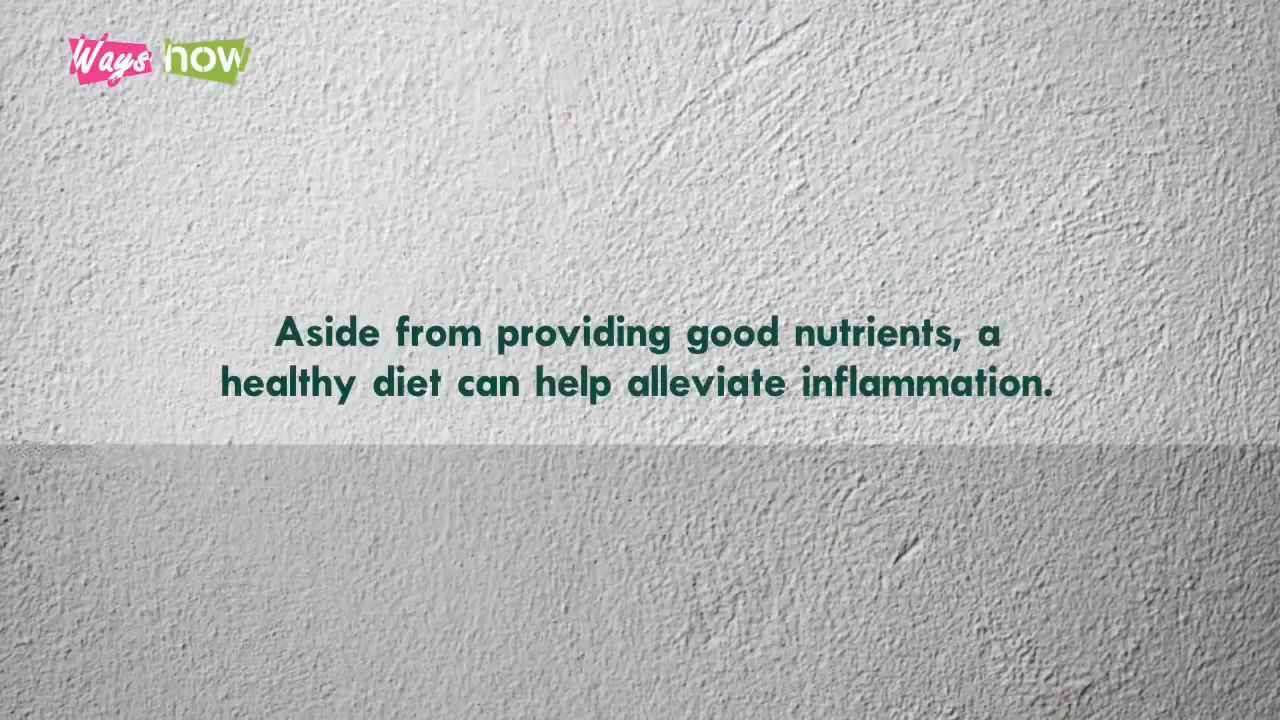 Ways now
Aside from providing good nutrients, a
healthy diet can help alleviate inflammation.